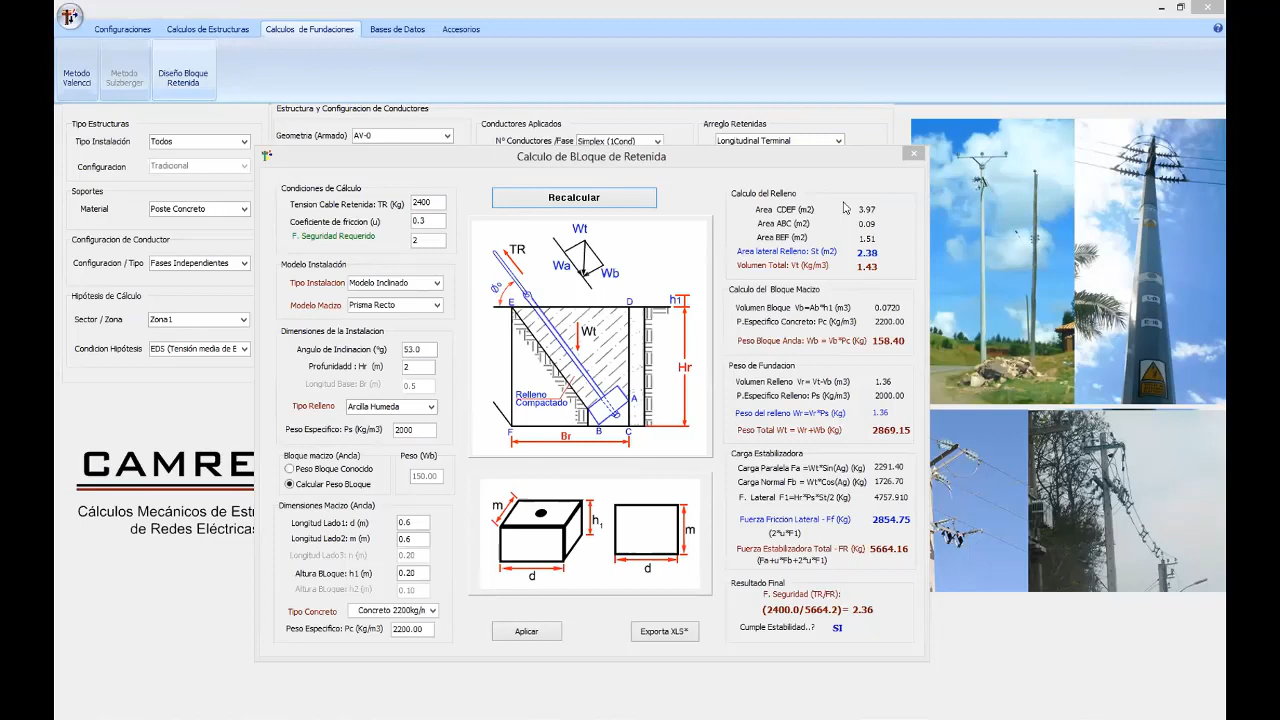 Configuraciones
Calculos de Estructuras
Calculos de Fundaciones
Bases de Datos
Accesorios
Metodo Valencci
Metodo Sulzberger
Diseño Bloque Retenida
Tipo Estructuras
Tipo Instalación Todos
Configuracion Tradicional
Soportes
Material Poste Concreto
Configuracion de Conductor
Configuracion / Tipo Fases Independientes
Hipótesis de Cálculo
Sector / Zona Zona1
Condicion Hipótesis EDS (Tensión media de E
Estructura y Configuracion de Conductores
Geometria (Armado) AV-0
Conductores Aplicados
Nº Conductores /Fase Simplex (1Cond)
Arreglo Retenidas
Longitudinal Terminal
CAMRE
Cálculos Mecánicos de Est
de Redes Eléctricas
Calculo de BLoque de Retenida
Condiciones de Cálculo
Tension Cable Retenida: TR (Kg) 2400
Coeficiente de friccion (u) 0.3
F. Seguridad Requerido 2
Modelo Instalación
Tipo Instalacion Modelo Inclinado
Modelo Macizo Prisma Recto
Dimensiones de la Instalacion
Angulo de Inclinacion (ºg) 53.0
Profunidadd : Hr (m) 2
Longitud Base: Br (m) 0.5
Tipo Relleno Arcilla Humeda
Peso Especifico: Ps (Kg/m3) 2000
Bloque macizo (Ancla)
Peso Bloque Conocido
Calcular Peso BLoque
Peso (Wb)
150.00
Dimensiones Macizo (Ancla)
Longitud Lado1: d (m) 0.6
Longitud Lado2: m (m) 0.6
Longitud Lado3: n (m) 0.20
Altura BLoque: h1 (m) 0.20
Altura BLoque: h2 (m) 0.10
Tipo Concreto Concreto 2200kg/n
Peso Especifico: Pc (Kg/m3) 2200.00
Recalcular
Wt
TR
Wa
Wb
Øº
E
D
h1
Wt
Hr
Relleno
Compactado
A
F
B
C
Br
m
h1
d
m
d
Aplicar
Exporta XLS*
Calculo del Relleno
Area CDEF (m2) 3.97
Area ABC (m2) 0.09
Area BEF (m2) 1.51
Area lateral Relleno: St (m2) 2.38
Volumen Total: Vt (Kg/m3) 1.43
Calculo del Bloque Macizo
Volumen Bloque Vb=Ab*h1 (m3) 0.0720
P.Especifico Concreto: Pc (Kg/m3) 2200.00
Peso Bloque Ancla: Wb = Vb*Pc (Kg) 158.40
Peso de Fundacion
Volumen Relleno Vr= Vt-Vb (m3) 1.36
P.Especifico Relleno: Ps (Kg/m3) 2000.00
Peso del relleno Wr=Vr*Ps (Kg) 1.36
Peso Total Wt = Wr+Wb (Kg) 2869.15
Carga Estabilizadora
Carga Paralela Fa =Wt*Sin(Ag) (Kg) 2291.40
Carga Normal Fb = Wt*Cos(Ag) (Kg) 1726.70
F. Lateral F1=Hr*Ps*St/2 (Kg) 4757.910
Fuerza Friccion Lateral - Ff (Kg) 2854.75
(2*u*F1)
Fuerza Estabilizadora Total - FR (Kg) 5664.16
(Fa+u*Fb+2*u*F1)
Resultado Final
F. Seguridad (TR/FR):
(2400.0/5664.2)= 2.36
Cumple Estabilidad..? SI